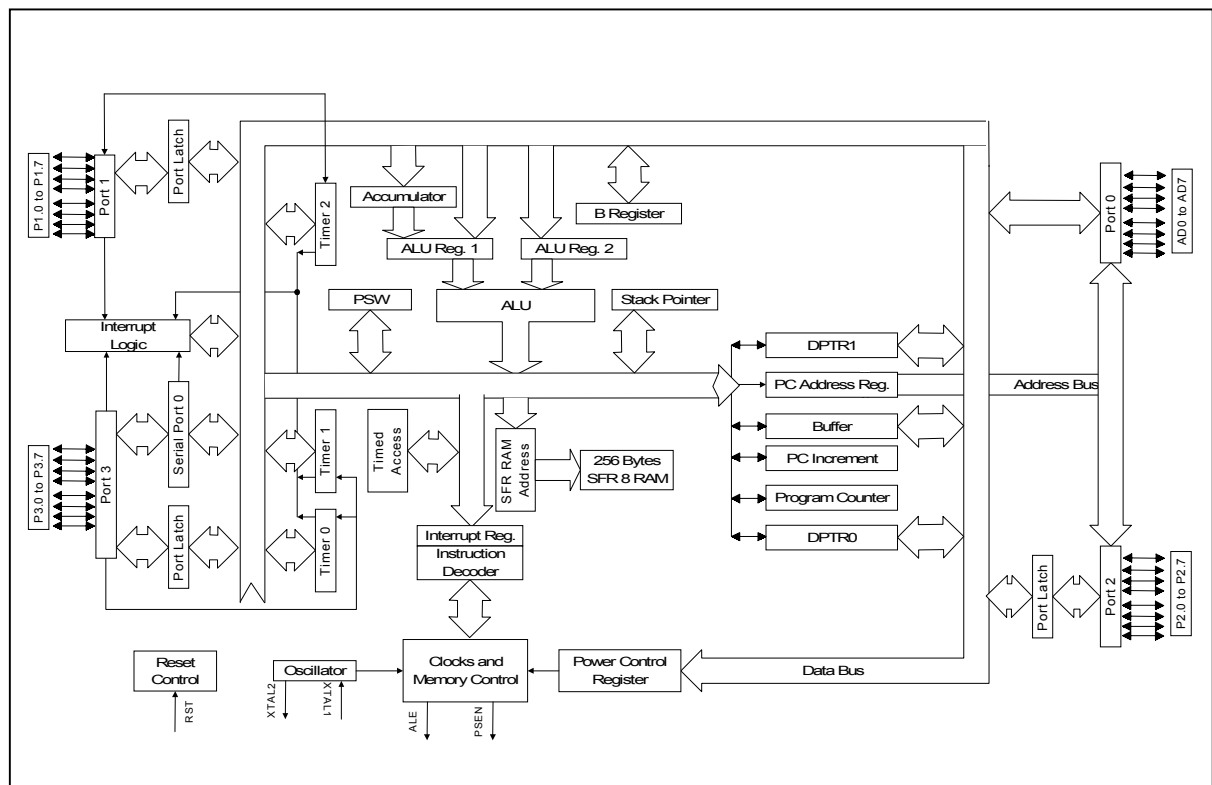 P1.0 to P1.7
Port 1
Port Latch
Timer 2
Accumulator
B Register
ALU Reg. 1
ALU Reg. 2
Port 0
AD0 to AD7
PSW
ALU
Stack Pointer
Interrupt
Logic
DPTR1
PC Address Reg.
Address Bus
Buffer
PC Increment
Program Counter
DPTR0
P3.0 to P3.7
Port 3
Serial Port 0
Port Latch
Timer 1
Timer 0
Timed
Access
SFR RAM
Address
256 Bytes
SFR 8 RAM
Interrupt Reg.
Instruction
Decoder
Port Latch
Port 2
P2.0 to P2.7
Reset
Control
RST
Oscillator
XTAL2
XTAL1
Clocks and
Memory Control
ALE
PSEN
Power Control
Register
Data Bus